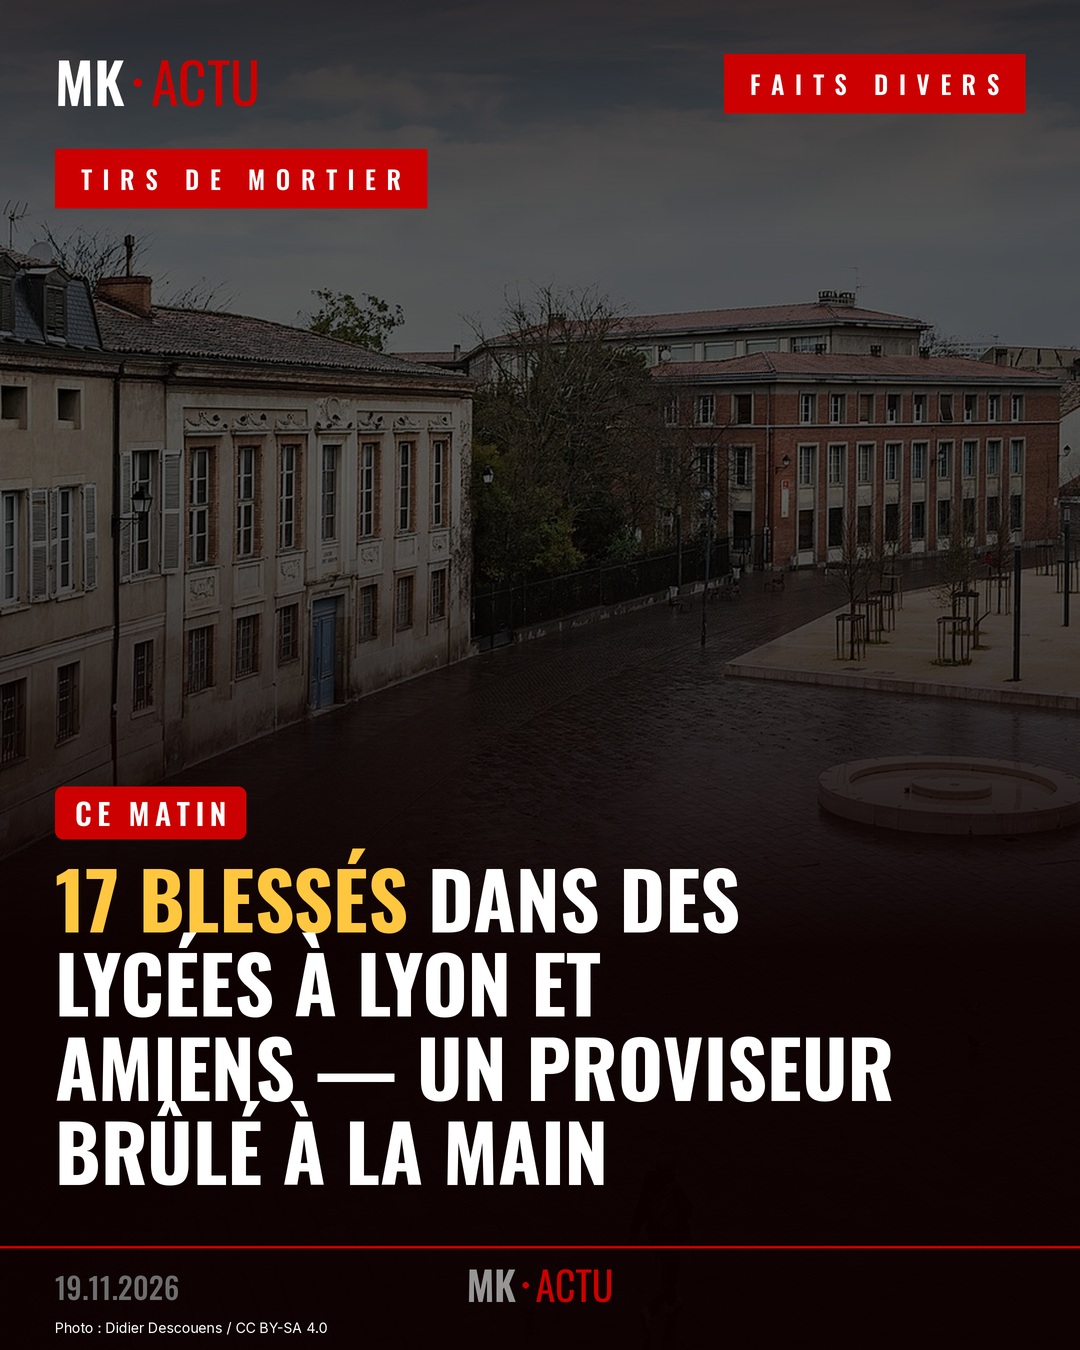 MK·ACTU
FAITS DIVERS
TIRS DE MORTIER
CE MATIN
17 BLESSÉS DANS DES
LYCÉES À LYON ET
AMIENS — UN PROVISEUR
BRÛLÉ À LA MAIN
19.11.2026
MK·ACTU
Photo : Didier Descouens / CC BY-SA 4.0